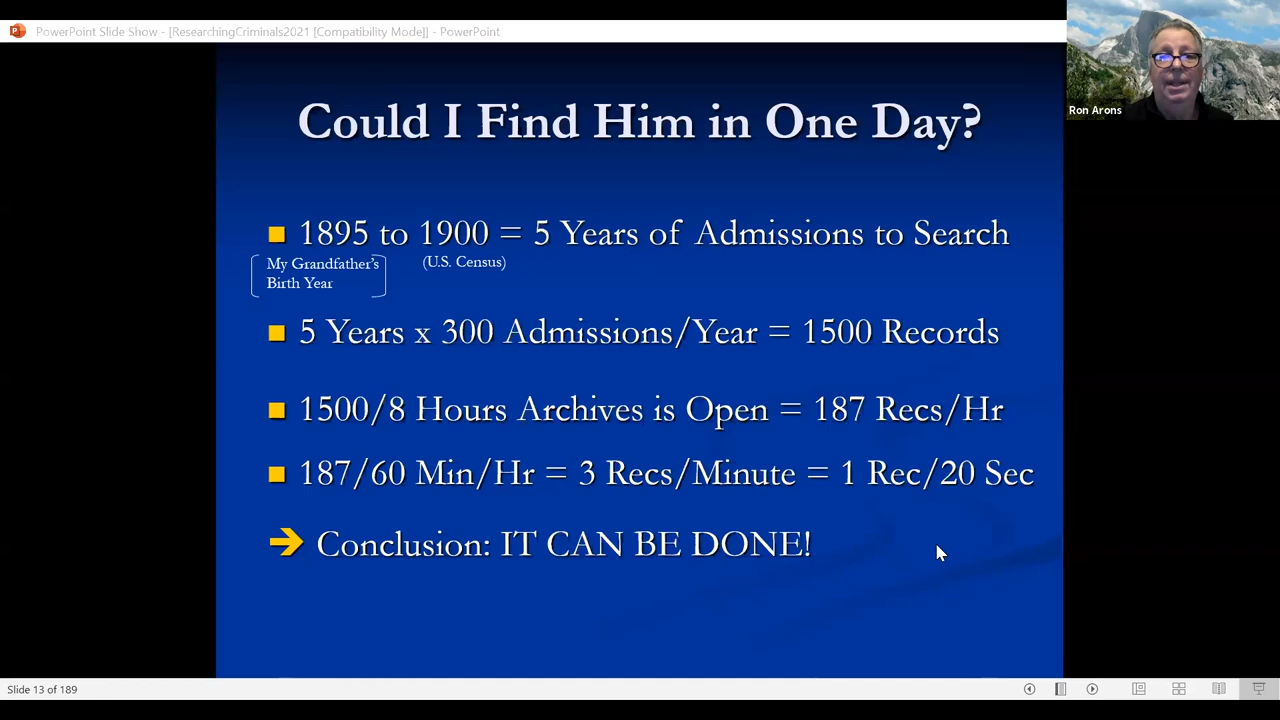 PowerPoint Slide Show - [ResearchingCriminals2021 [Compatibility Mode]] - PowerPoint
Ron Arons
Could I Find Him in One Day?
1895 to 1900 = 5 Years of Admissions to Search
My Grandfather's
Birth Year
(U.S. Census)
5 Years x 300 Admissions/Year = 1500 Records
1500/8 Hours Archives is Open = 187 Recs/Hr
187/60 Min/Hr = 3 Recs/Minute = 1 Rec/20 Sec
Conclusion: IT CAN BE DONE!
Slide 13 of 189